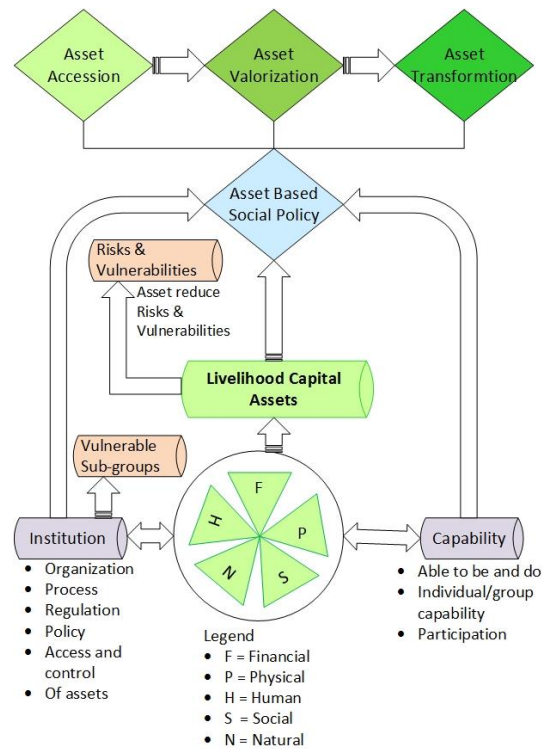 Asset
Accession
Asset
Valorization
Asset
Transformtion
Asset Based
Social Policy
Risks &
Vulnerabilities
Asset reduce
Risks &
Vulnerabilities
Livelihood Capital
Assets
Vulnerable
Sub-groups
F
H
P
N
S
Institution
• Organization
• Process
• Regulation
• Policy
• Access and
control
• Of assets
Capability
• Able to be and do
• Individual/group
capability
• Participation
Legend
• F = Financial
• P = Physical
• H = Human
• S = Social
• N = Natural